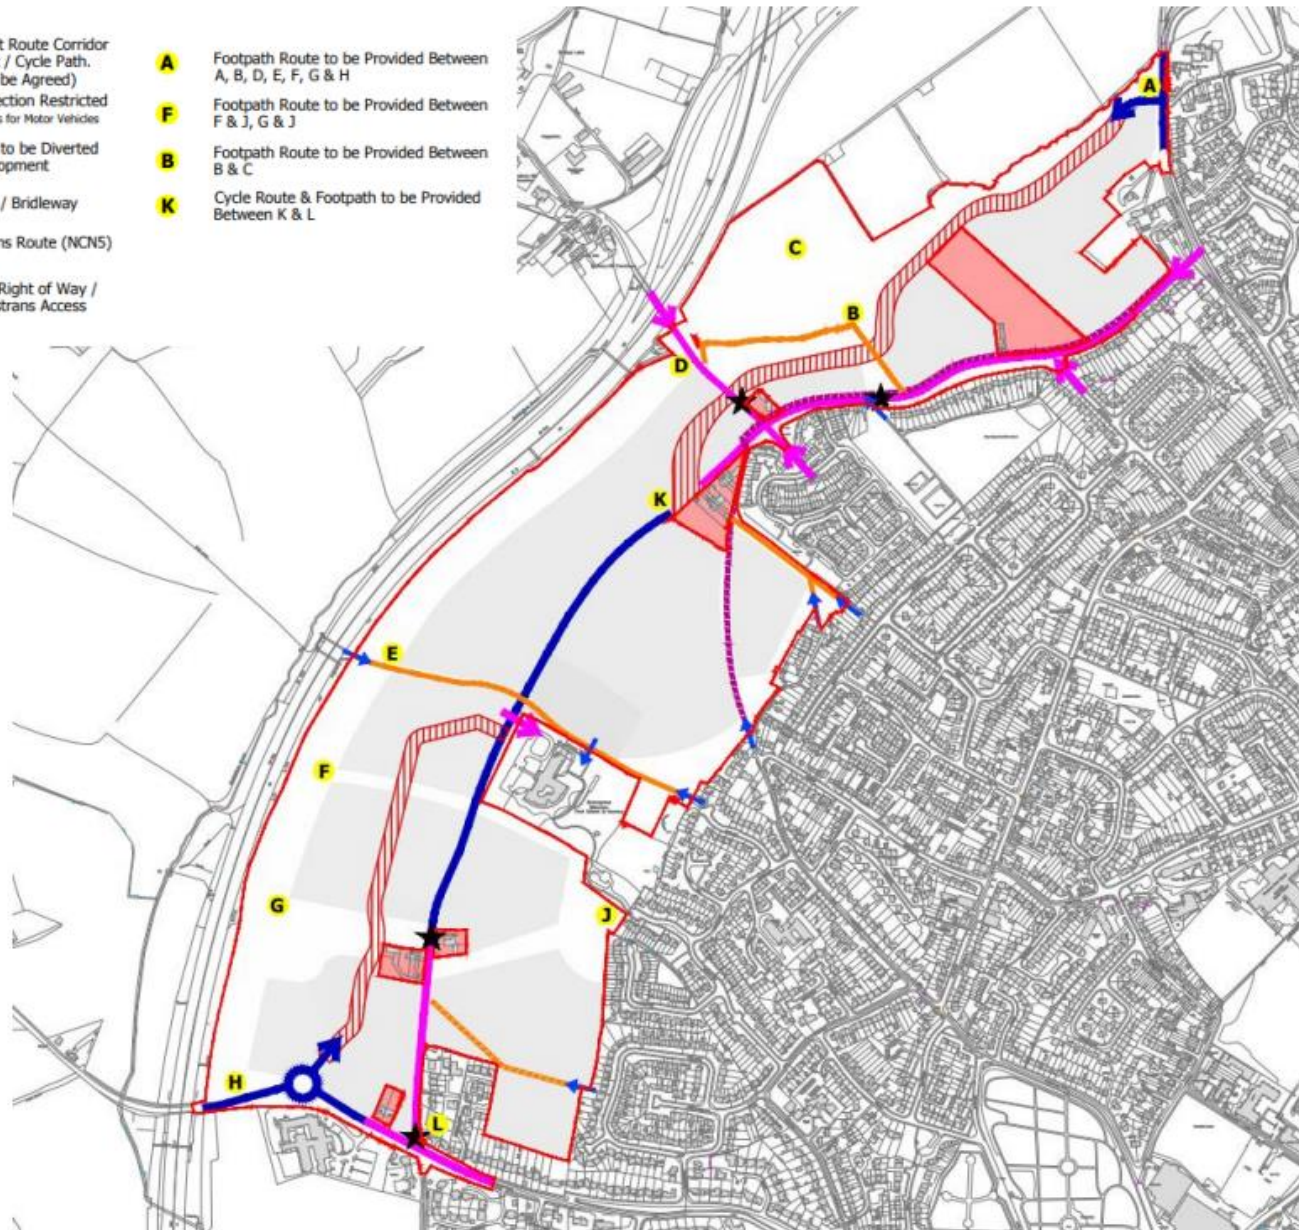 t Route Corridor
/ Cycle Path.
be Agreed)
ction Restricted
s for Motor Vehicles
to be Diverted
opment
/ Bridleway
ns Route (NCN5)
Right of Way /
trans Access
A Footpath Route to be Provided Between
A, B, D, E, F, G & H
F Footpath Route to be Provided Between
F & J, G & J
B Footpath Route to be Provided Between
B & C
K Cycle Route & Footpath to be Provided
Between K & L
A
C
B
D
K
E
F
G
J
H
L